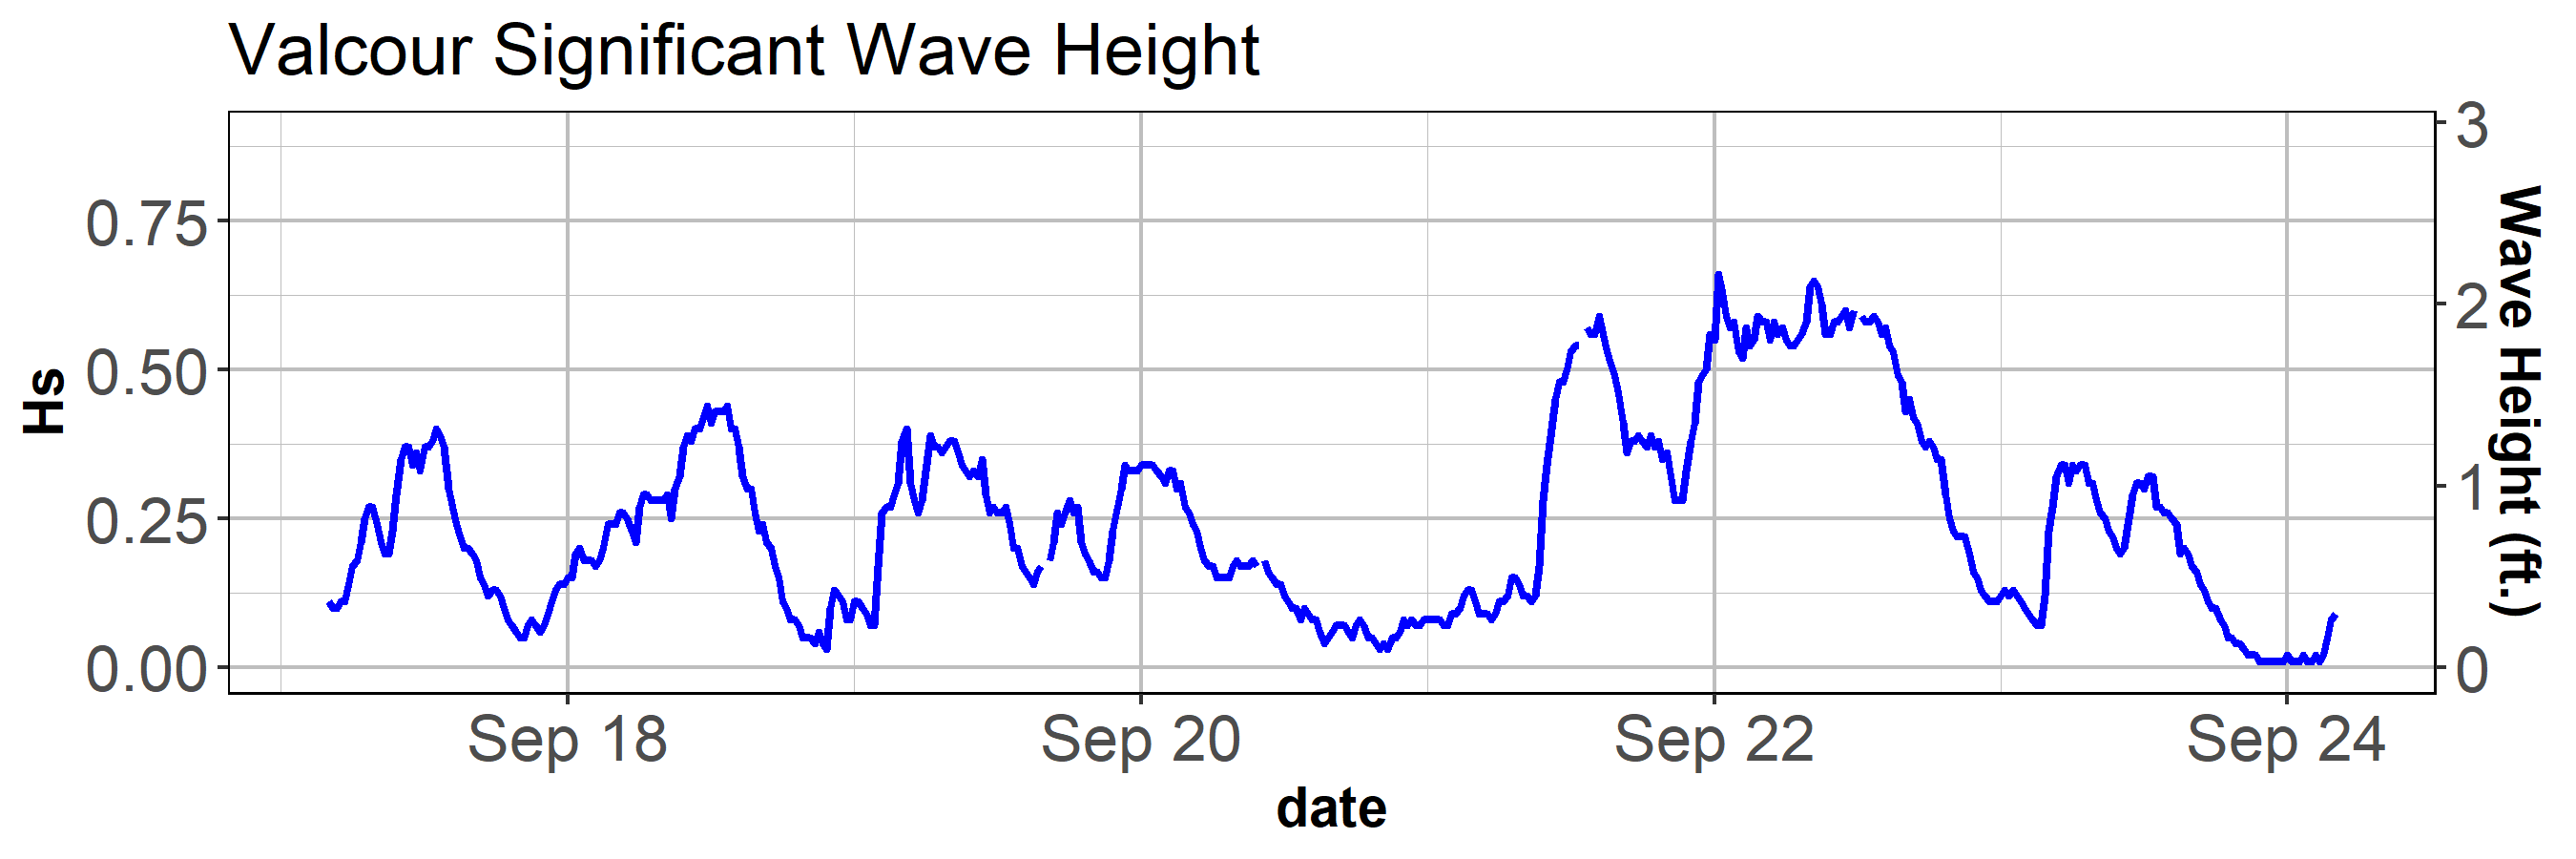 Valcour Significant Wave Height
Hs
0.75
0.50
0.25
0.00
3
2
1
0
Wave Height (ft.)
Sep 18
Sep 20
Sep 22
Sep 24
date